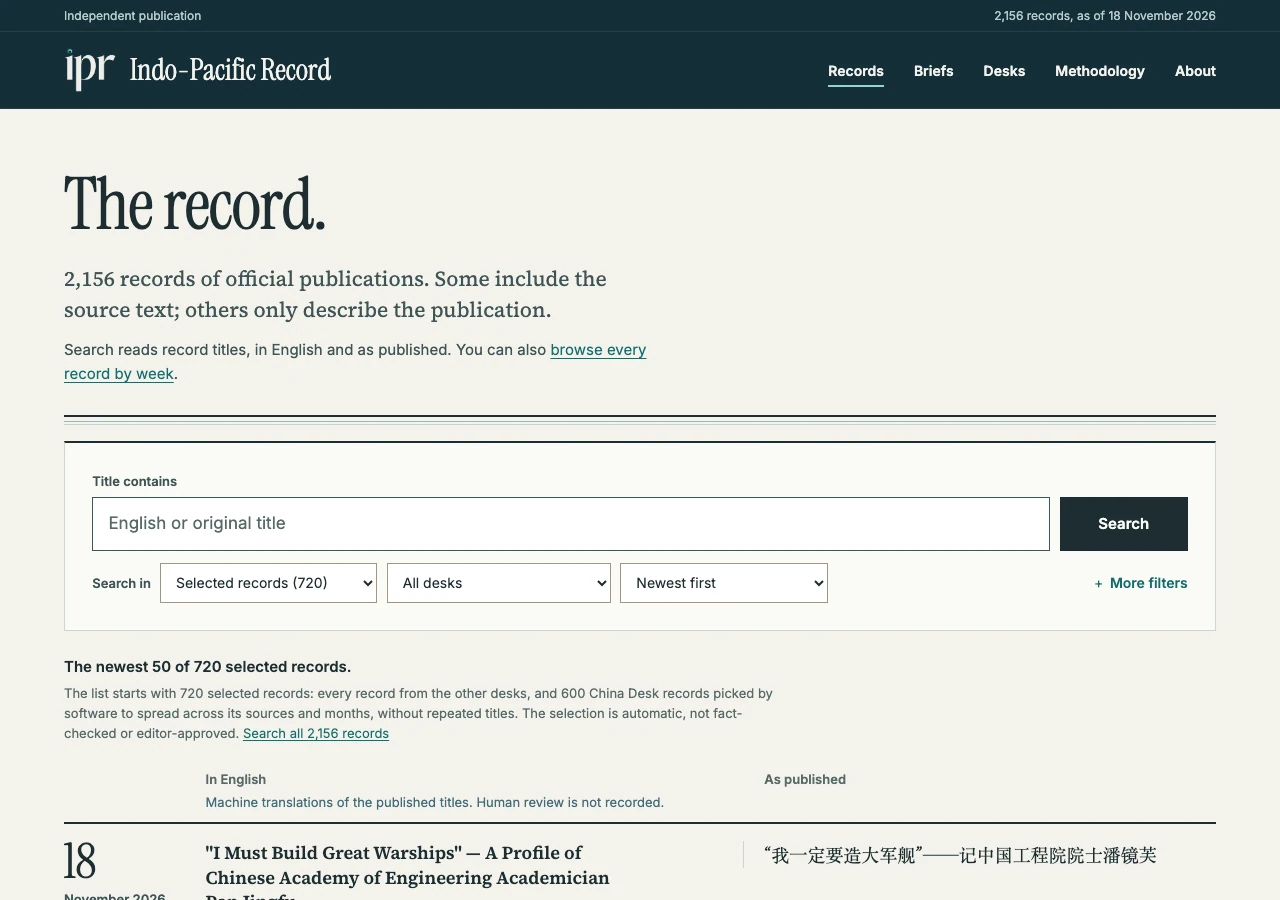 Independent publication
2,156 records, as of 18 November 2026
ipr Indo-Pacific Record
Records Briefs Desks Methodology About
The record.
2,156 records of official publications. Some include the
source text; others only describe the publication.
Search reads record titles, in English and as published. You can also browse every
record by week.
Title contains
English or original title
Search
Search in Selected records (720) All desks Newest first + More filters
The newest 50 of 720 selected records.
The list starts with 720 selected records: every record from the other desks, and 600 China Desk records picked by
software to spread across its sources and months, without repeated titles. The selection is automatic, not fact-
checked or editor-approved. Search all 2,156 records
In English
As published
Machine translations of the published titles. Human review is not recorded.
18
November 2026
"I Must Build Great Warships" — A Profile of
Chinese Academy of Engineering Academician
“我一定要造大军舰”——记中国工程院院士潘镜芙